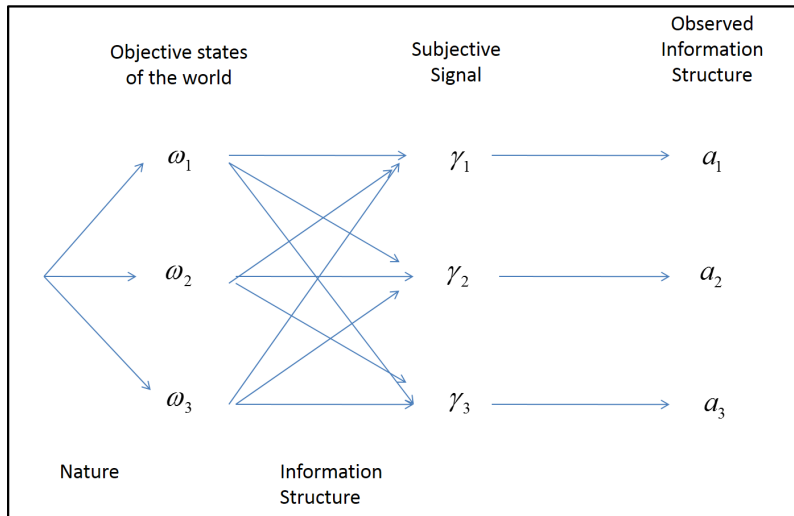 Objective states
of the world
Subjective
Signal
Observed
Information
Structure
ω₁ γ₁ a₁
ω₂ γ₂ a₂
ω₃ γ₃ a₃
Nature
Information
Structure